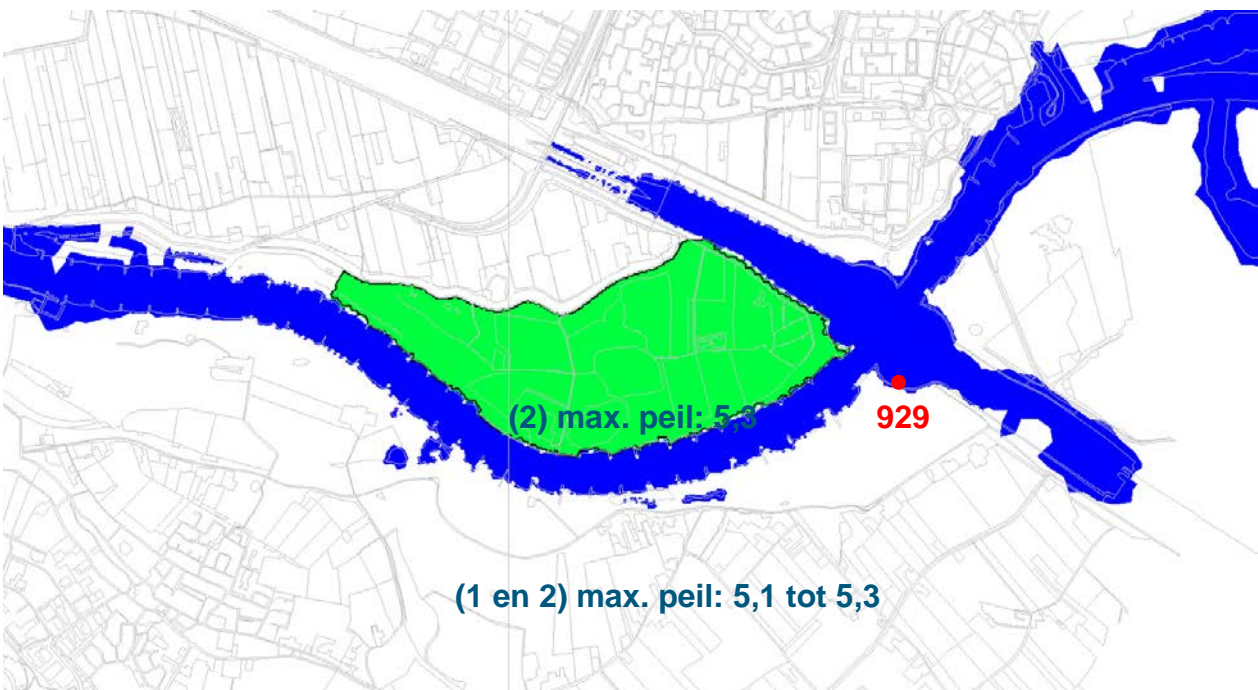 (2) max. peil: 5,3
929
(1 en 2) max. peil: 5,1 tot 5,3